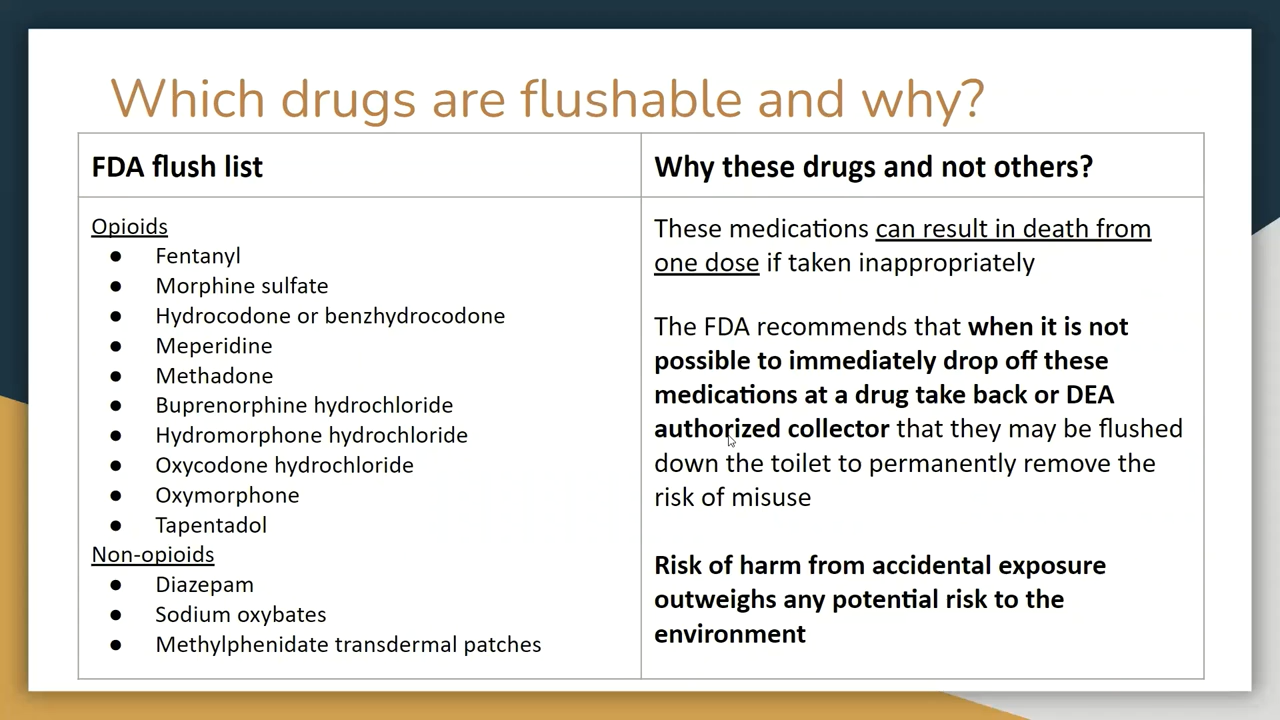 Which drugs are flushable and why?
FDA flush list
Opioids
● Fentanyl
● Morphine sulfate
● Hydrocodone or benzhydrocodone
● Meperidine
● Methadone
● Buprenorphine hydrochloride
● Hydromorphone hydrochloride
● Oxycodone hydrochloride
● Oxymorphone
● Tapentadol
Non-opioids
● Diazepam
● Sodium oxybates
● Methylphenidate transdermal patches
Why these drugs and not others?
These medications can result in death from
one dose if taken inappropriately
The FDA recommends that when it is not
possible to immediately drop off these
medications at a drug take back or DEA
authorized collector that they may be flushed
down the toilet to permanently remove the
risk of misuse
Risk of harm from accidental exposure
outweighs any potential risk to the
environment